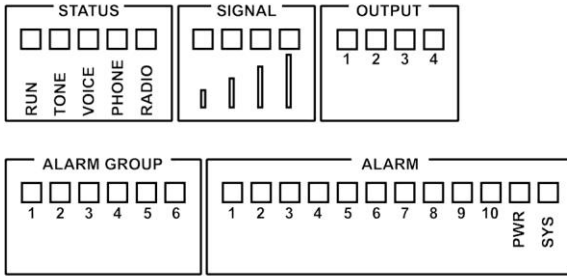 STATUS
RUN
TONE
VOICE
PHONE
RADIO
SIGNAL
OUTPUT
1 2 3 4
ALARM GROUP
1 2 3 4 5 6
ALARM
1 2 3 4 5 6 7 8 9 10 PWR SYS